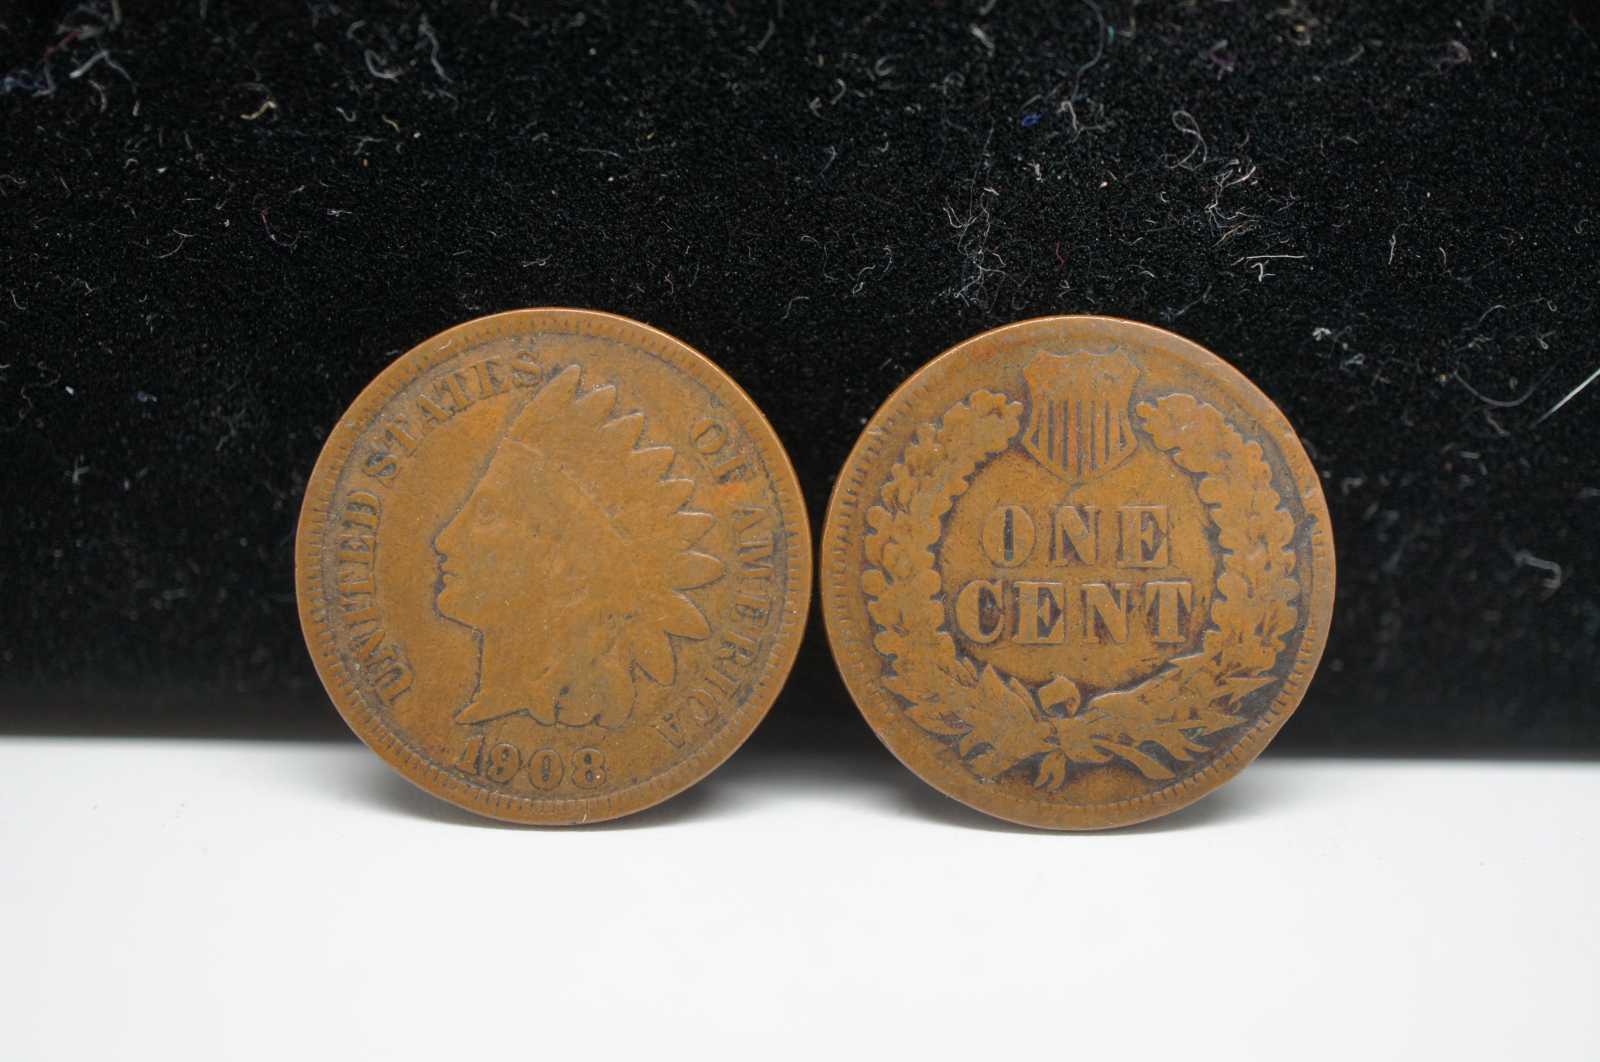 UNITED STATES OF AMERICA
1908
ONE
CENT